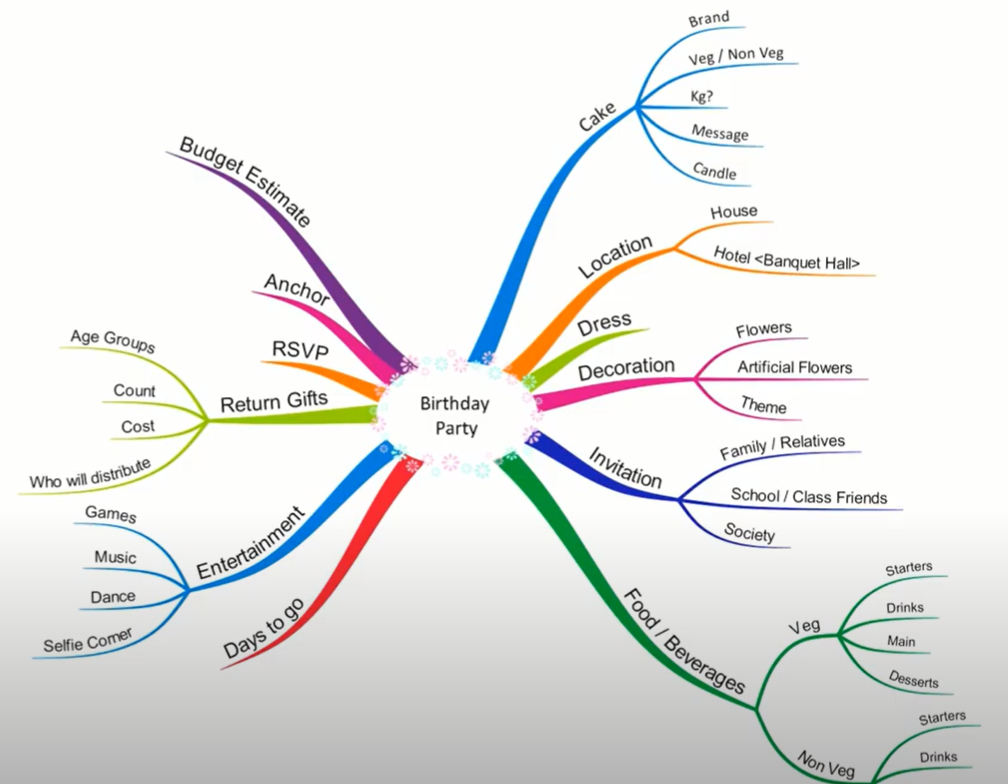 Birthday
Party
Cake
Brand
Veg / Non Veg
Kg?
Message
Candle
Location
House
Hotel <Banquet Hall>
Dress
Decoration
Flowers
Artificial Flowers
Theme
Invitation
Family / Relatives
School / Class Friends
Society
Food / Beverages
Veg
Starters
Drinks
Main
Desserts
Non Veg
Starters
Drinks
Days to go
Entertainment
Games
Music
Dance
Selfie Corner
Return Gifts
Age Groups
Count
Cost
Who will distribute
RSVP
Anchor
Budget Estimate